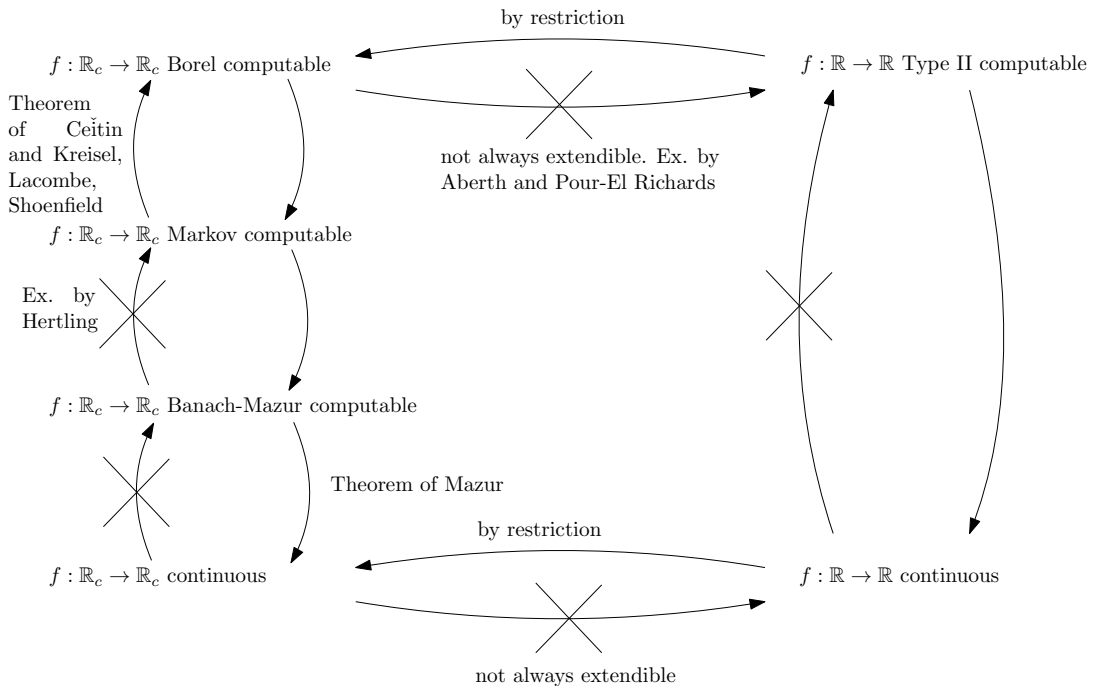 by restriction
f : ℝ_c → ℝ_c Borel computable
f : ℝ → ℝ Type II computable
Theorem
of Ceĭtin
and Kreisel,
Lacombe,
Shoenfield
not always extendible. Ex. by
Aberth and Pour-El Richards
f : ℝ_c → ℝ_c Markov computable
Ex. by
Hertling
f : ℝ_c → ℝ_c Banach-Mazur computable
Theorem of Mazur
by restriction
f : ℝ_c → ℝ_c continuous
f : ℝ → ℝ continuous
not always extendible